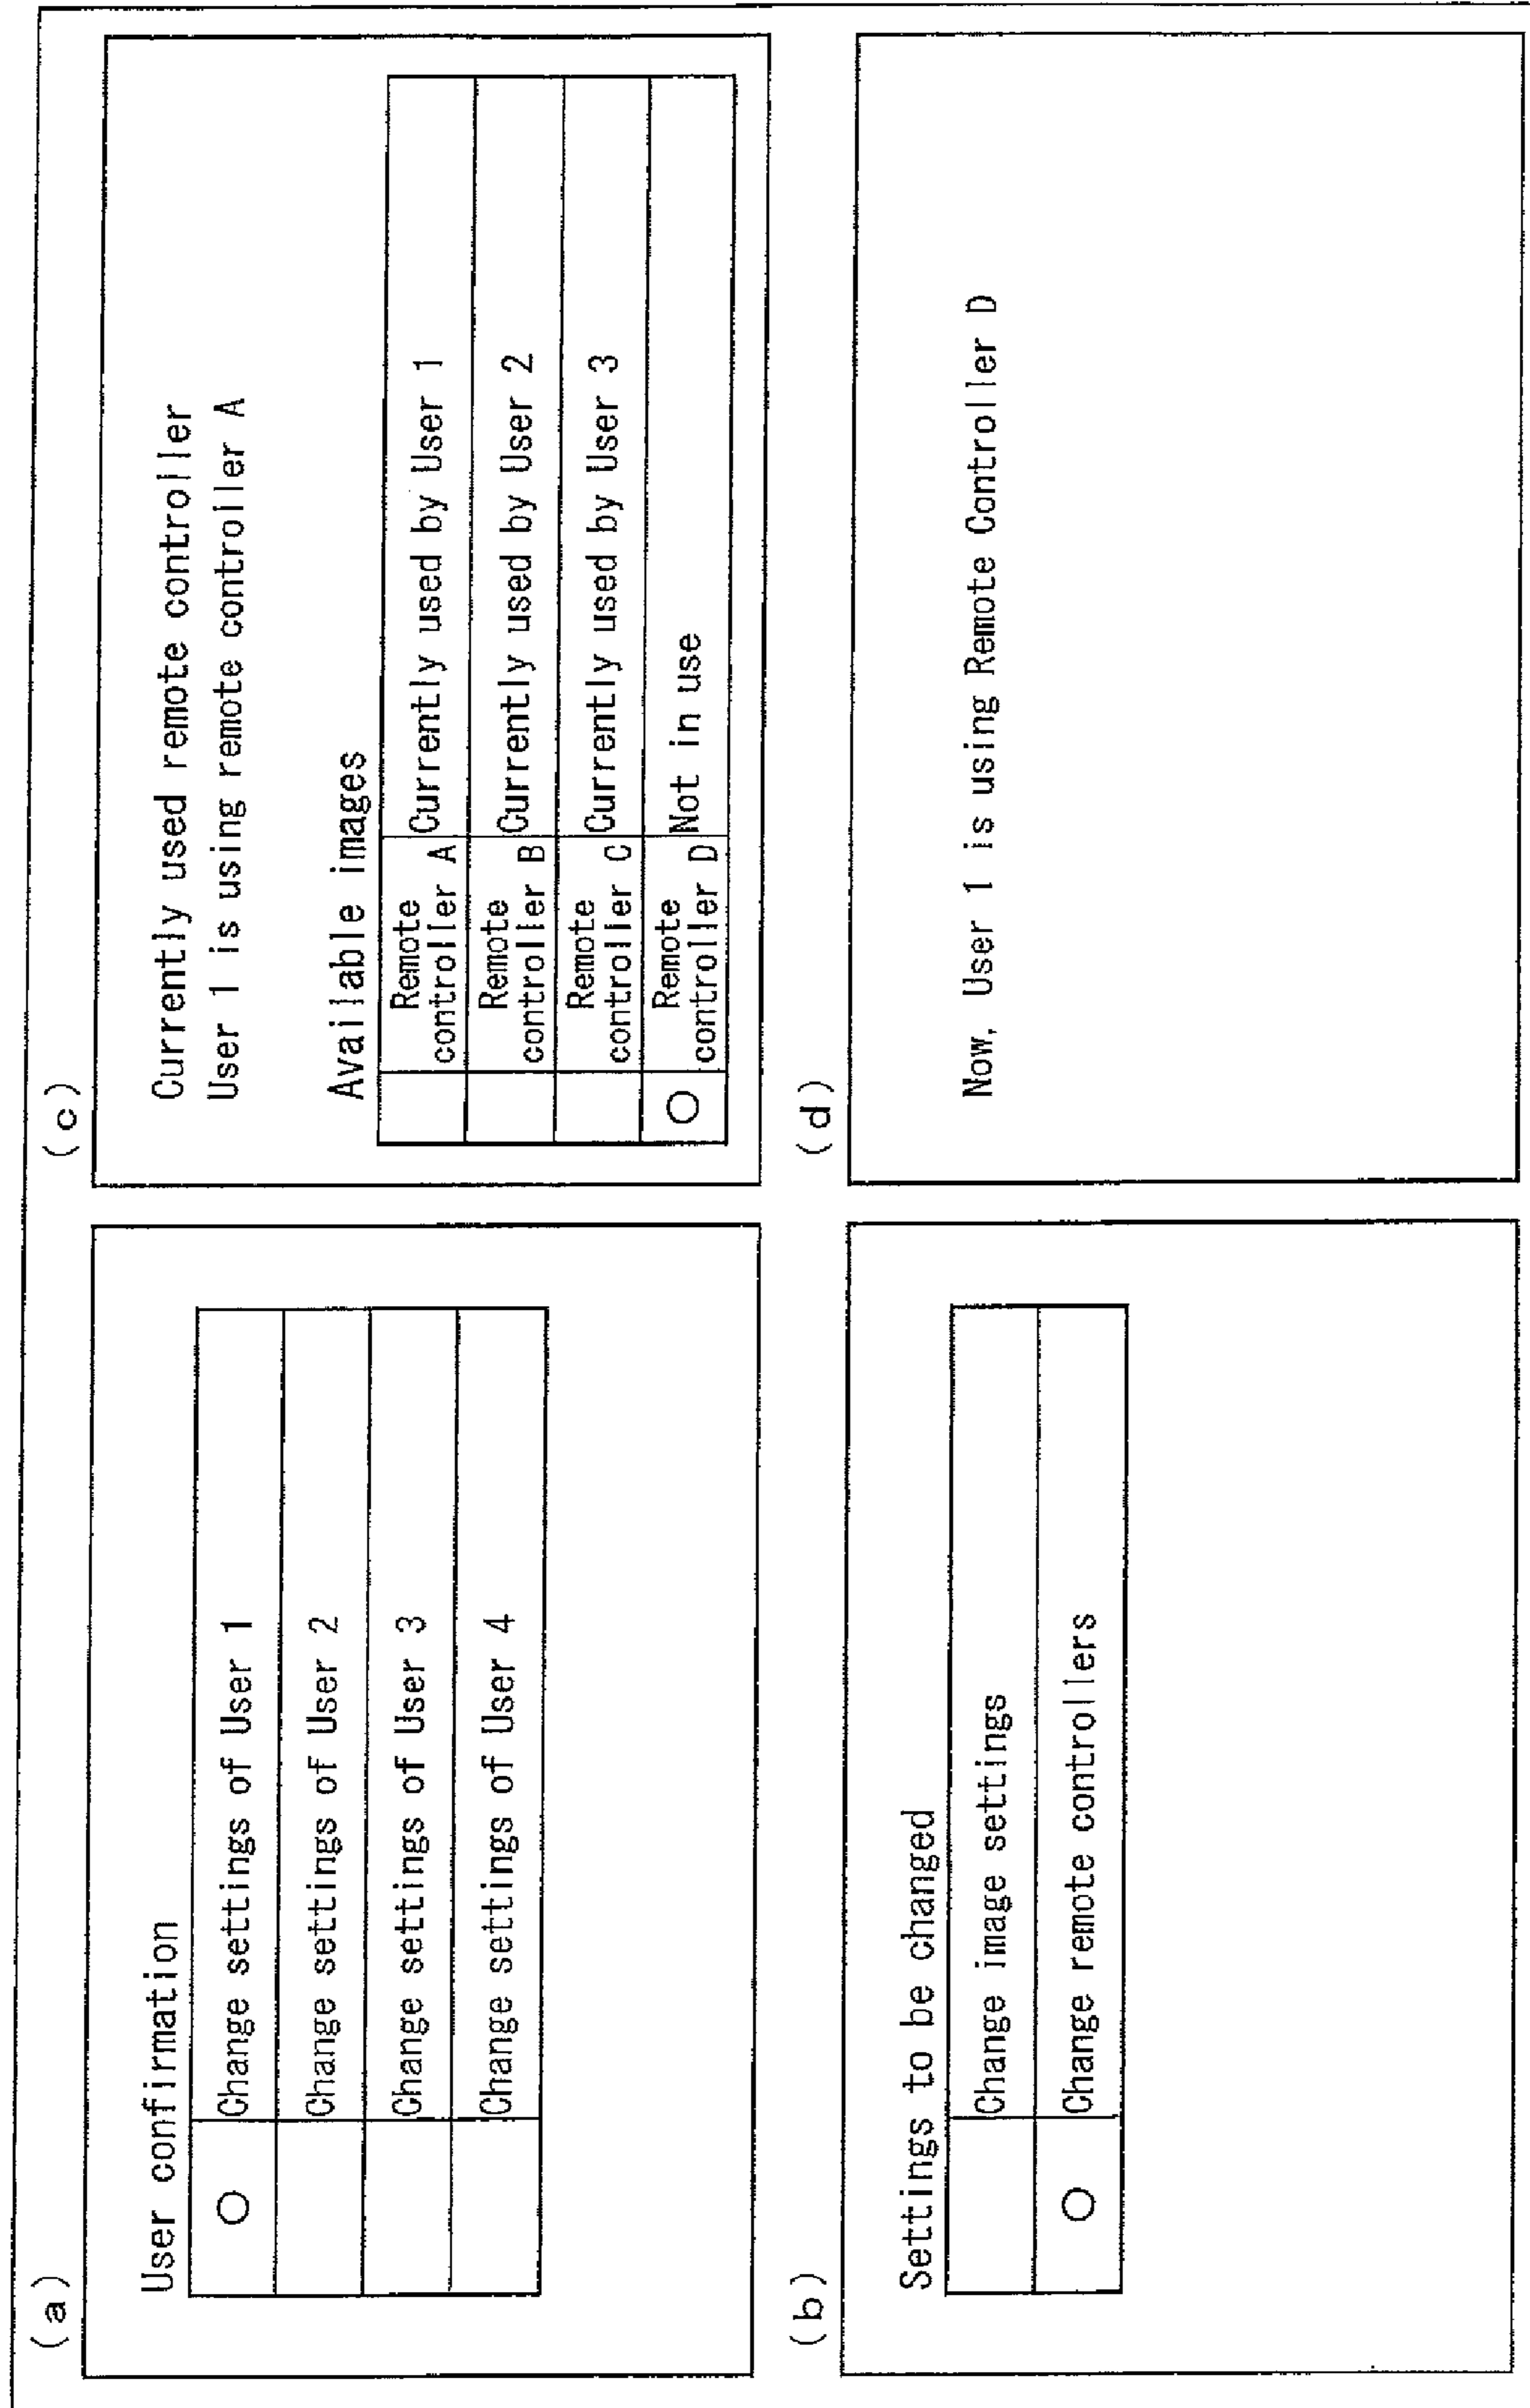 (a)
User confirmation
○ Change settings of User 1
Change settings of User 2
Change settings of User 3
Change settings of User 4
(b)
Settings to be changed
Change image settings
○ Change remote controllers
(c)
Currently used remote controller
User 1 is using remote controller A
Available images
Remote
controller A Currently used by User 1
Remote
controller B Currently used by User 2
Remote
controller C Currently used by User 3
Remote
○ controller D Not in use
(d)
Now, User 1 is using Remote Controller D